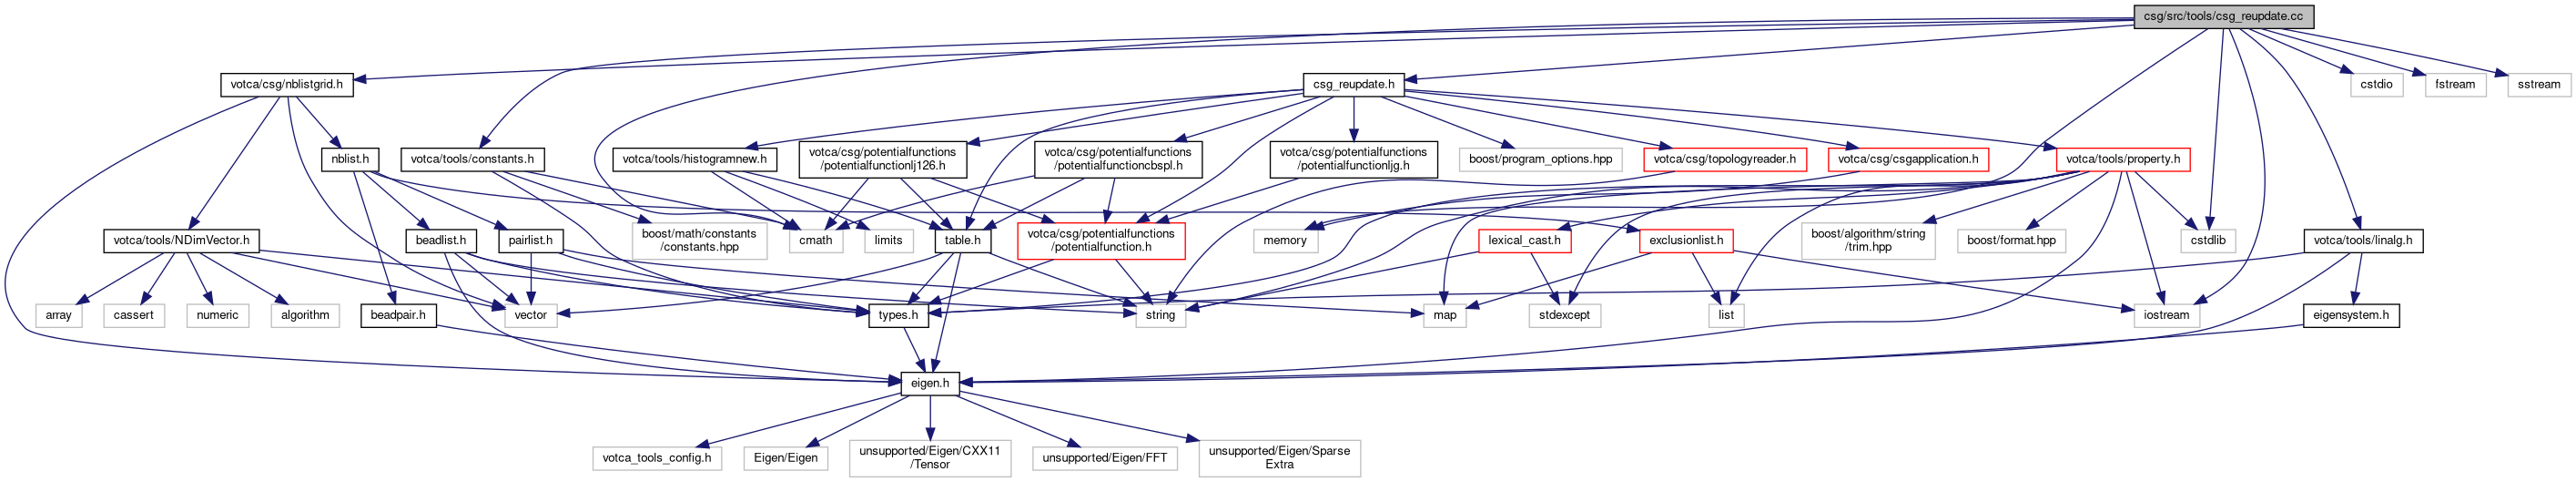 csg/src/tools/csg_reupdate.cc
votca/csg/nblistgrid.h
csg_reupdate.h
cstdio
fstream
sstream
nblist.h
votca/tools/constants.h
votca/tools/histogramnew.h
votca/csg/potentialfunctions
/potentialfunctionlj126.h
votca/csg/potentialfunctions
/potentialfunctioncbspl.h
votca/csg/potentialfunctions
/potentialfunctionljg.h
boost/program_options.hpp
votca/csg/topologyreader.h
votca/csg/csgapplication.h
votca/tools/property.h
votca/tools/NDimVector.h
beadlist.h
pairlist.h
boost/math/constants
/constants.hpp
cmath
limits
table.h
votca/csg/potentialfunctions
/potentialfunction.h
memory
lexical_cast.h
exclusionlist.h
boost/algorithm/string
/trim.hpp
boost/format.hpp
cstdlib
votca/tools/linalg.h
array
cassert
numeric
algorithm
beadpair.h
vector
types.h
string
map
stdexcept
list
iostream
eigensystem.h
eigen.h
votca_tools_config.h
Eigen/Eigen
unsupported/Eigen/CXX11
/Tensor
unsupported/Eigen/FFT
unsupported/Eigen/Sparse
Extra